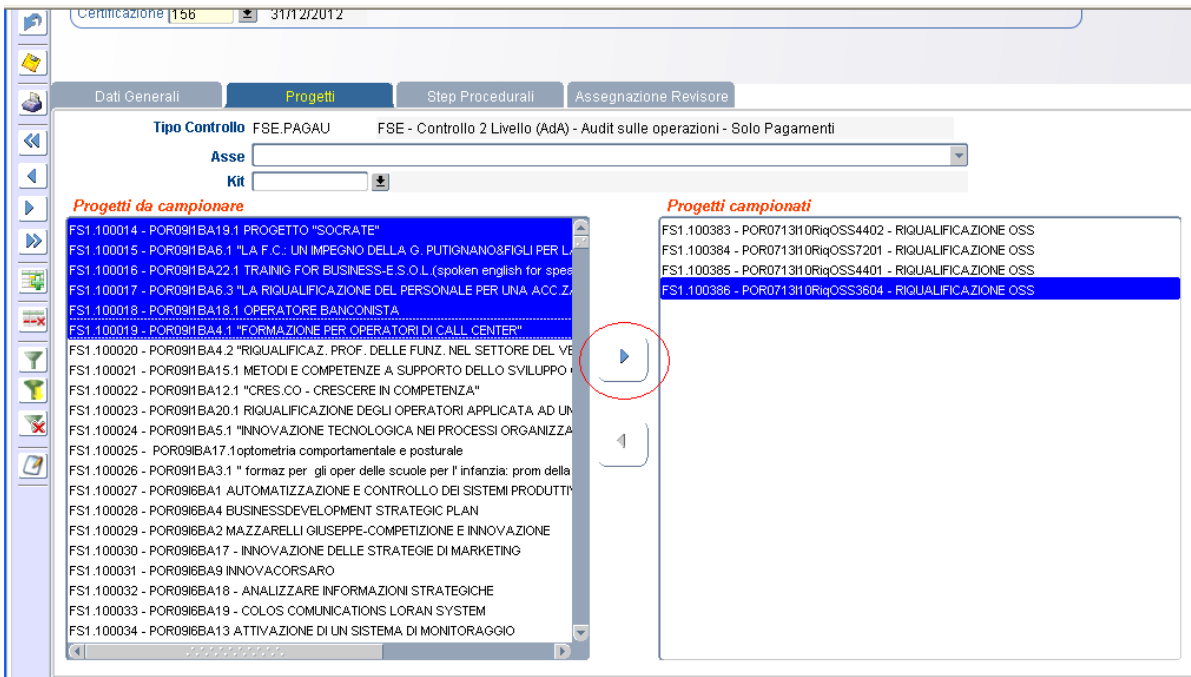 Certificazione 156 31/12/2012
Dati Generali Progetti Step Procedurali Assegnazione Revisore
Tipo Controllo FSE.PAGAU FSE - Controllo 2 Livello (AdA) - Audit sulle operazioni - Solo Pagamenti
Asse
Kit
Progetti da campionare
FS1.100014 - POR09I1BA19.1 PROGETTO "SOCRATE"
FS1.100015 - POR09I1BA6.1 "LA F.C.: UN IMPEGNO DELLA G. PUTIGNANO&FIGLI PER L
FS1.100016 - POR09I1BA22.1 TRAINIG FOR BUSINESS-E.S.O.L.(spoken english for spea
FS1.100017 - POR09I1BA6.3 "LA RIQUALIFICAZIONE DEL PERSONALE PER UNA ACC.Z
FS1.100018 - POR09I1BA18.1 OPERATORE BANCONISTA
FS1.100019 - POR09I1BA4.1 "FORMAZIONE PER OPERATORI DI CALL CENTER"
FS1.100020 - POR09I1BA4.2 "RIQUALIFICAZ. PROF. DELLE FUNZ. NEL SETTORE DEL VE
FS1.100021 - POR09I1BA15.1 METODI E COMPETENZE A SUPPORTO DELLO SVILUPPO
FS1.100022 - POR09I1BA12.1 "CRES.CO - CRESCERE IN COMPETENZA"
FS1.100023 - POR09I1BA20.1 RIQUALIFICAZIONE DEGLI OPERATORI APPLICATA AD UN
FS1.100024 - POR09I1BA5.1 "INNOVAZIONE TECNOLOGICA NEI PROCESSI ORGANIZZA
FS1.100025 - POR09IBA17.1optometria comportamentale e posturale
FS1.100026 - POR09I1BA3.1 " formaz per gli oper delle scuole per l' infanzia: prom della
FS1.100027 - POR09I6BA1 AUTOMATIZZAZIONE E CONTROLLO DEI SISTEMI PRODUTTI
FS1.100028 - POR09I6BA4 BUSINESSDEVELOPMENT STRATEGIC PLAN
FS1.100029 - POR09I6BA2 MAZZARELLI GIUSEPPE-COMPETIZIONE E INNOVAZIONE
FS1.100030 - POR09I6BA17 - INNOVAZIONE DELLE STRATEGIE DI MARKETING
FS1.100031 - POR09I6BA9 INNOVACORSARO
FS1.100032 - POR09I6BA18 - ANALIZZARE INFORMAZIONI STRATEGICHE
FS1.100033 - POR09I6BA19 - COLOS COMUNICATIONS LORAN SYSTEM
FS1.100034 - POR09I6BA13 ATTIVAZIONE DI UN SISTEMA DI MONITORAGGIO
Progetti campionati
FS1.100383 - POR0713I10RiqOSS4402 - RIQUALIFICAZIONE OSS
FS1.100384 - POR0713I10RiqOSS7201 - RIQUALIFICAZIONE OSS
FS1.100385 - POR0713I10RiqOSS4401 - RIQUALIFICAZIONE OSS
FS1.100386 - POR0713I10RiqOSS3604 - RIQUALIFICAZIONE OSS